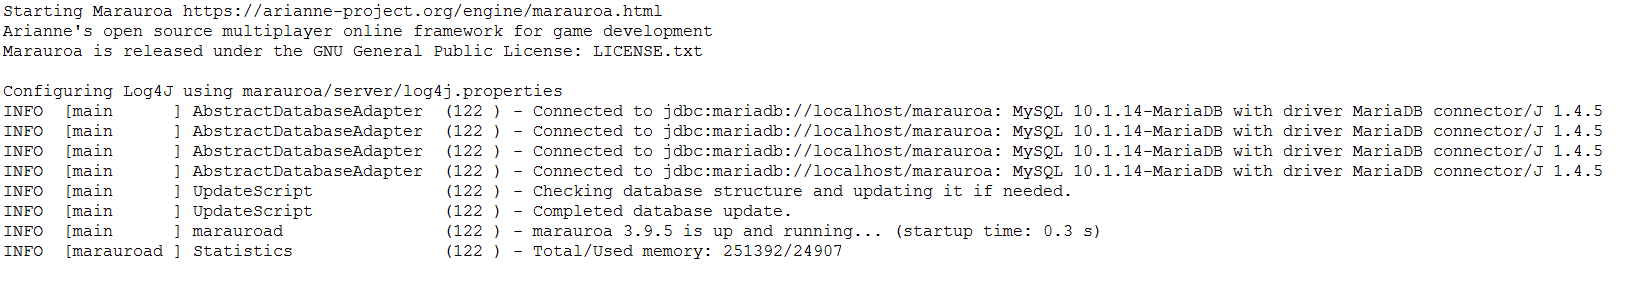 Starting Marauroa https://arianne-project.org/engine/marauroa.html
Arianne's open source multiplayer online framework for game development
Marauroa is released under the GNU General Public License: LICENSE.txt

Configuring Log4J using marauroa/server/log4j.properties
INFO  [main      ] AbstractDatabaseAdapter  (122 ) - Connected to jdbc:mariadb://localhost/marauroa: MySQL 10.1.14-MariaDB with driver MariaDB connector/J 1.4.5
INFO  [main      ] AbstractDatabaseAdapter  (122 ) - Connected to jdbc:mariadb://localhost/marauroa: MySQL 10.1.14-MariaDB with driver MariaDB connector/J 1.4.5
INFO  [main      ] AbstractDatabaseAdapter  (122 ) - Connected to jdbc:mariadb://localhost/marauroa: MySQL 10.1.14-MariaDB with driver MariaDB connector/J 1.4.5
INFO  [main      ] AbstractDatabaseAdapter  (122 ) - Connected to jdbc:mariadb://localhost/marauroa: MySQL 10.1.14-MariaDB with driver MariaDB connector/J 1.4.5
INFO  [main      ] UpdateScript             (122 ) - Checking database structure and updating it if needed.
INFO  [main      ] UpdateScript             (122 ) - Completed database update.
INFO  [main      ] marauroad                (122 ) - marauroa 3.9.5 is up and running... (startup time: 0.3 s)
INFO  [marauroad ] Statistics               (122 ) - Total/Used memory: 251392/24907